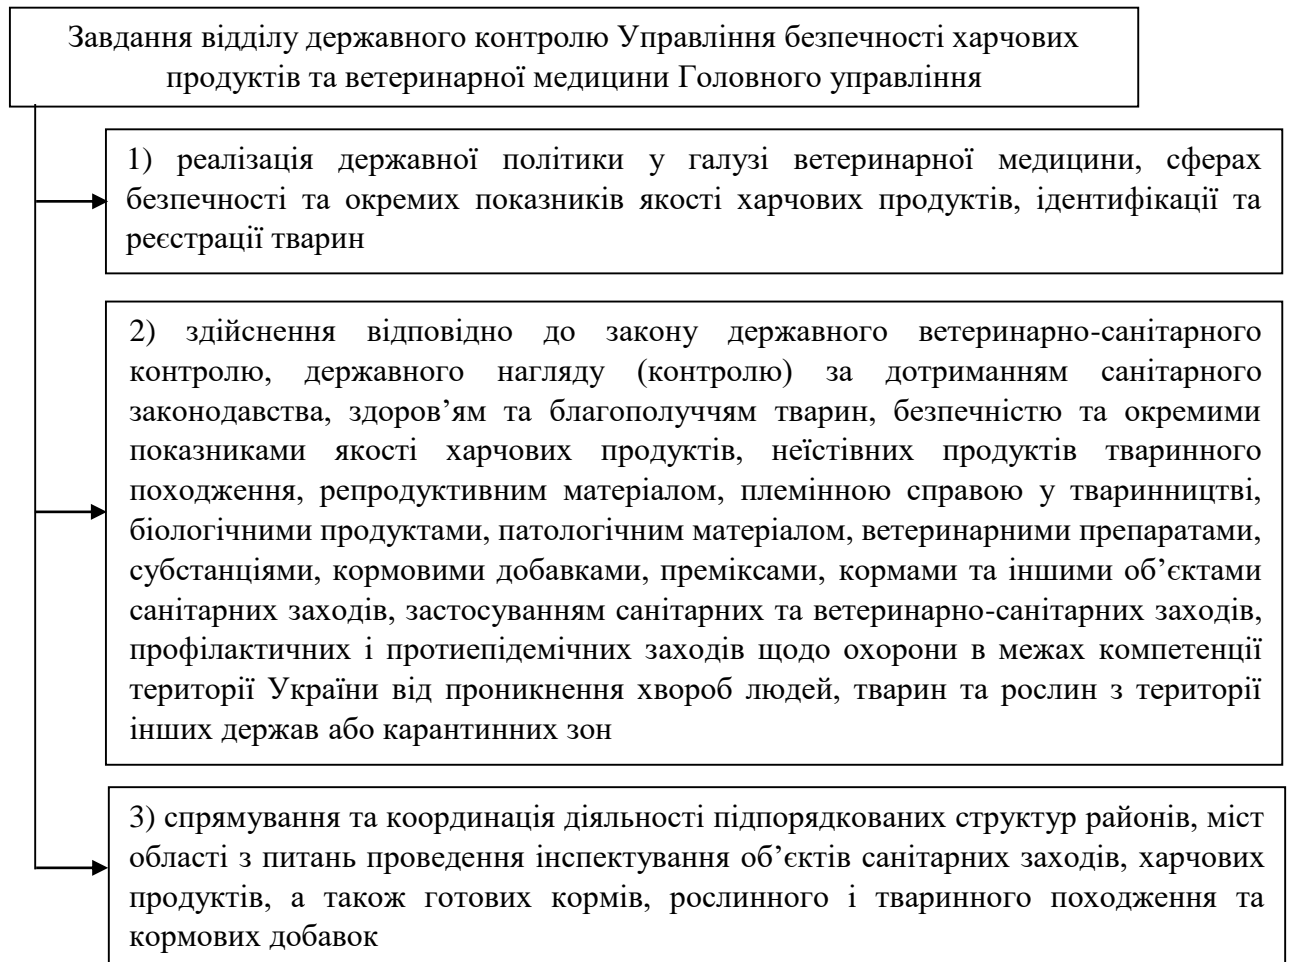 Завдання відділу державного контролю Управління безпечності харчових
продуктів та ветеринарної медицини Головного управління
1) реалізація державної політики у галузі ветеринарної медицини, сферах
безпечності та окремих показників якості харчових продуктів, ідентифікації та
реєстрації тварин
2) здійснення відповідно до закону державного ветеринарно-санітарного
контролю, державного нагляду (контролю) за дотриманням санітарного
законодавства, здоров’ям та благополуччям тварин, безпечністю та окремими
показниками якості харчових продуктів, неїстівних продуктів тваринного
походження, репродуктивним матеріалом, племінною справою у тваринництві,
біологічними продуктами, патологічним матеріалом, ветеринарними препаратами,
субстанціями, кормовими добавками, преміксами, кормами та іншими об’єктами
санітарних заходів, застосуванням санітарних та ветеринарно-санітарних заходів,
профілактичних і протиепідемічних заходів щодо охорони в межах компетенції
території України від проникнення хвороб людей, тварин та рослин з території
інших держав або карантинних зон
3) спрямування та координація діяльності підпорядкованих структур районів, міст
області з питань проведення інспектування об’єктів санітарних заходів, харчових
продуктів, а також готових кормів, рослинного і тваринного походження та
кормових добавок